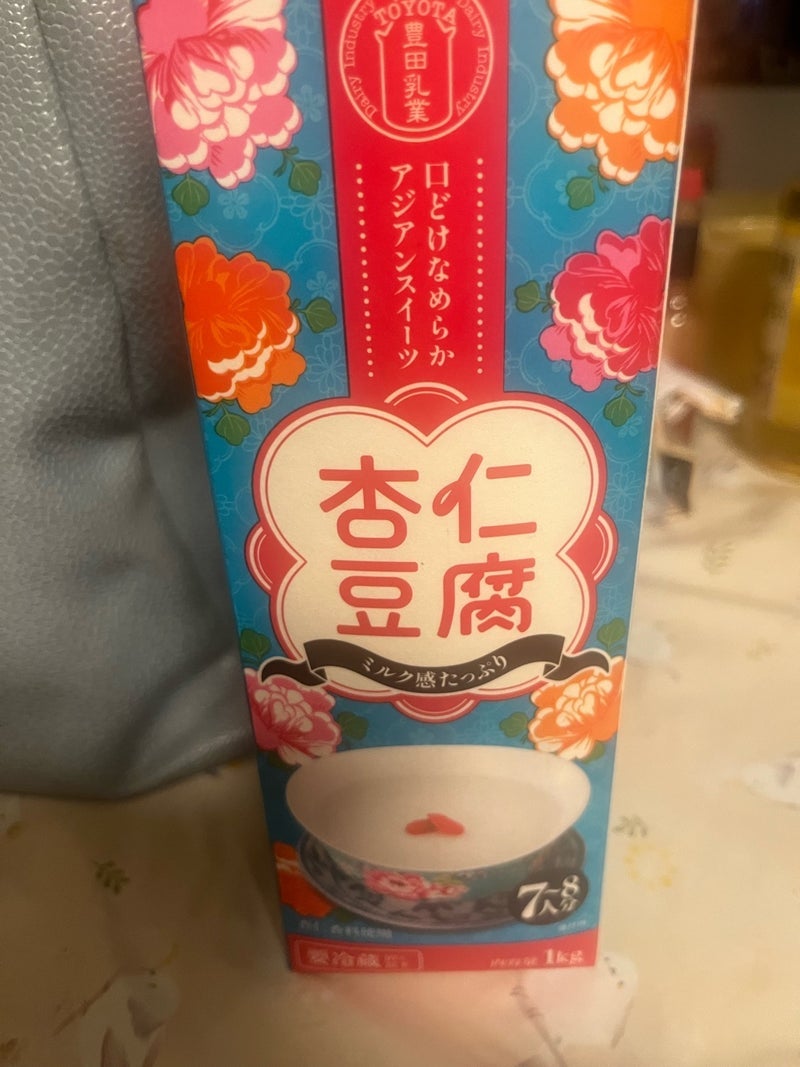 Dairy Industry
TOYOTA
Dairy Industry
豊田乳業
口どけなめらか
アジアンスイーツ
杏仁
豆腐
ミルク感たっぷり
7~8
人分
要冷蔵
1kg